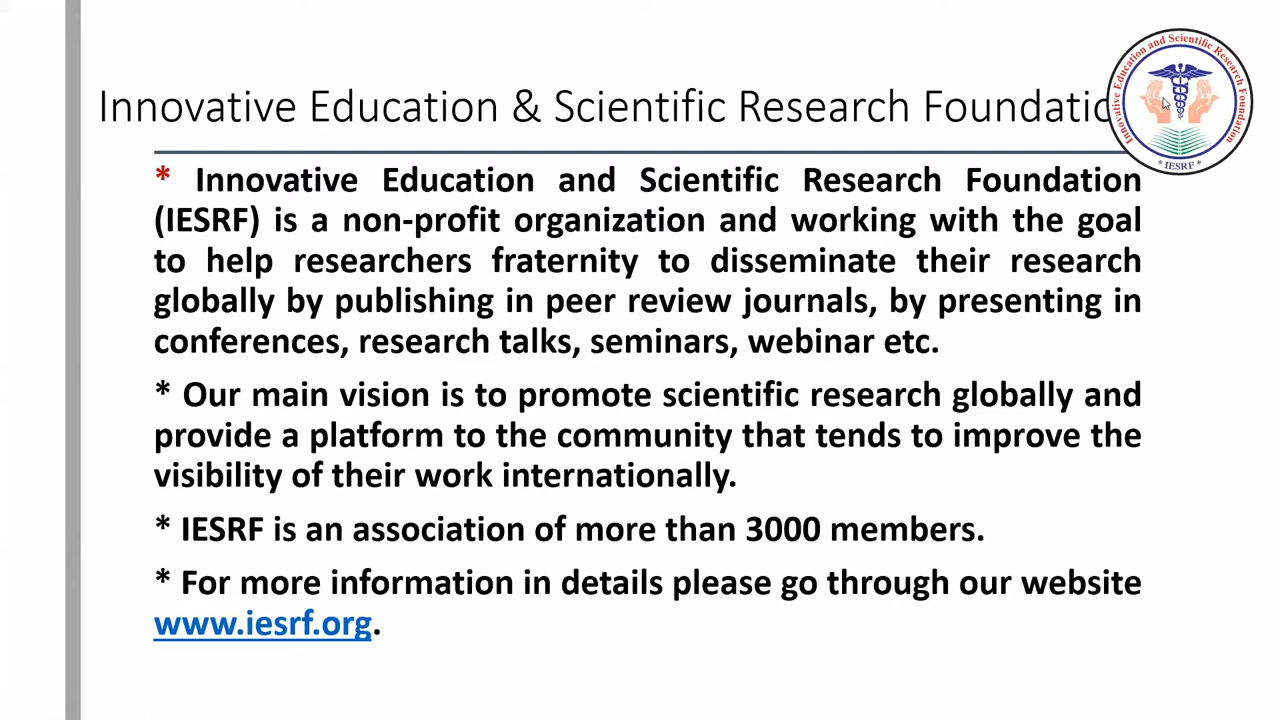 Innovative Education & Scientific Research Foundatio
Innovative Education and Scientific Research Foundation
* IESRF *
* Innovative Education and Scientific Research Foundation
(IESRF) is a non-profit organization and working with the goal
to help researchers fraternity to disseminate their research
globally by publishing in peer review journals, by presenting in
conferences, research talks, seminars, webinar etc.
* Our main vision is to promote scientific research globally and
provide a platform to the community that tends to improve the
visibility of their work internationally.
* IESRF is an association of more than 3000 members.
* For more information in details please go through our website
www.iesrf.org.